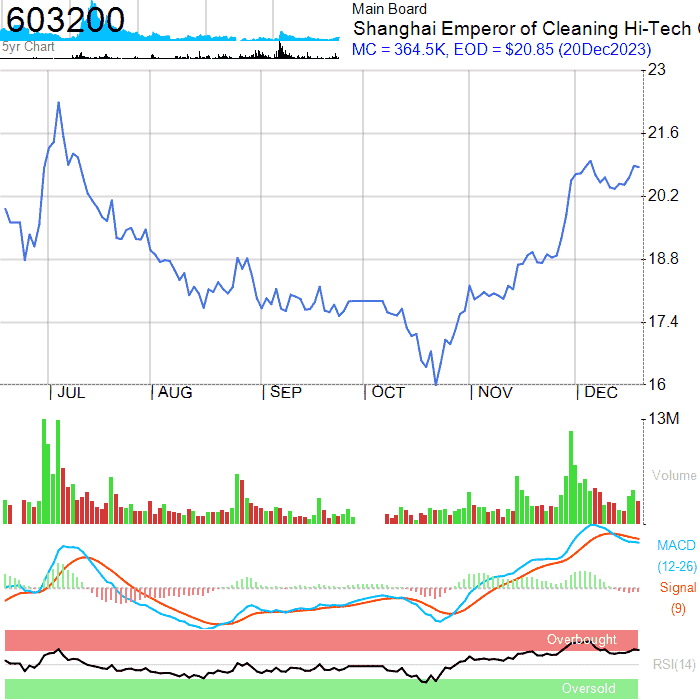 603200
5yr Chart
Main Board
Shanghai Emperor of Cleaning Hi-Tech
MC = 364.5K, EOD = $20.85 (20Dec2023)
23
21.6
20.2
18.8
17.4
16
JUL AUG SEP OCT NOV DEC
13M
Volume
MACD
(12-26)
Signal
(9)
Overbought
RSI(14)
Oversold